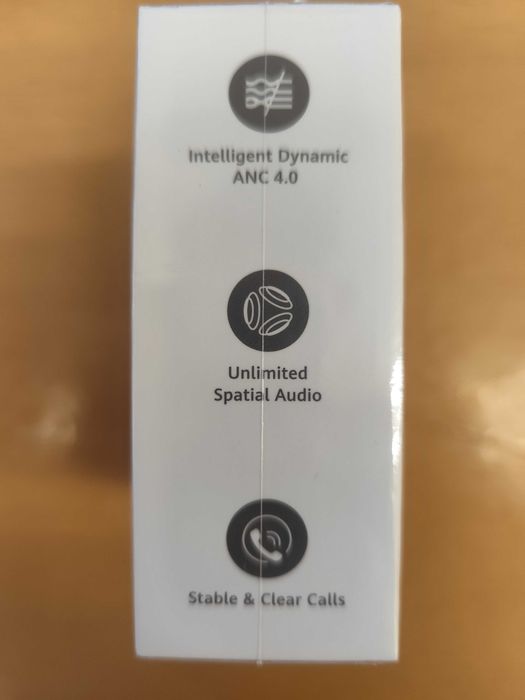 Intelligent Dynamic
ANC 4.0
Unlimited
Spatial Audio
Stable & Clear Calls